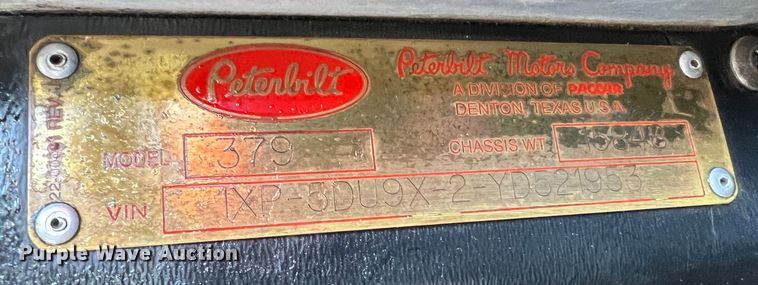 Peterbilt
Peterbilt Motors Company
A DIVISION OF PACCAR
DENTON, TEXAS U.S.A.
MODEL 379
CHASSIS WT
VIN 1XP-5DU9X-2-YD521953
REV.
Purple Wave Auction